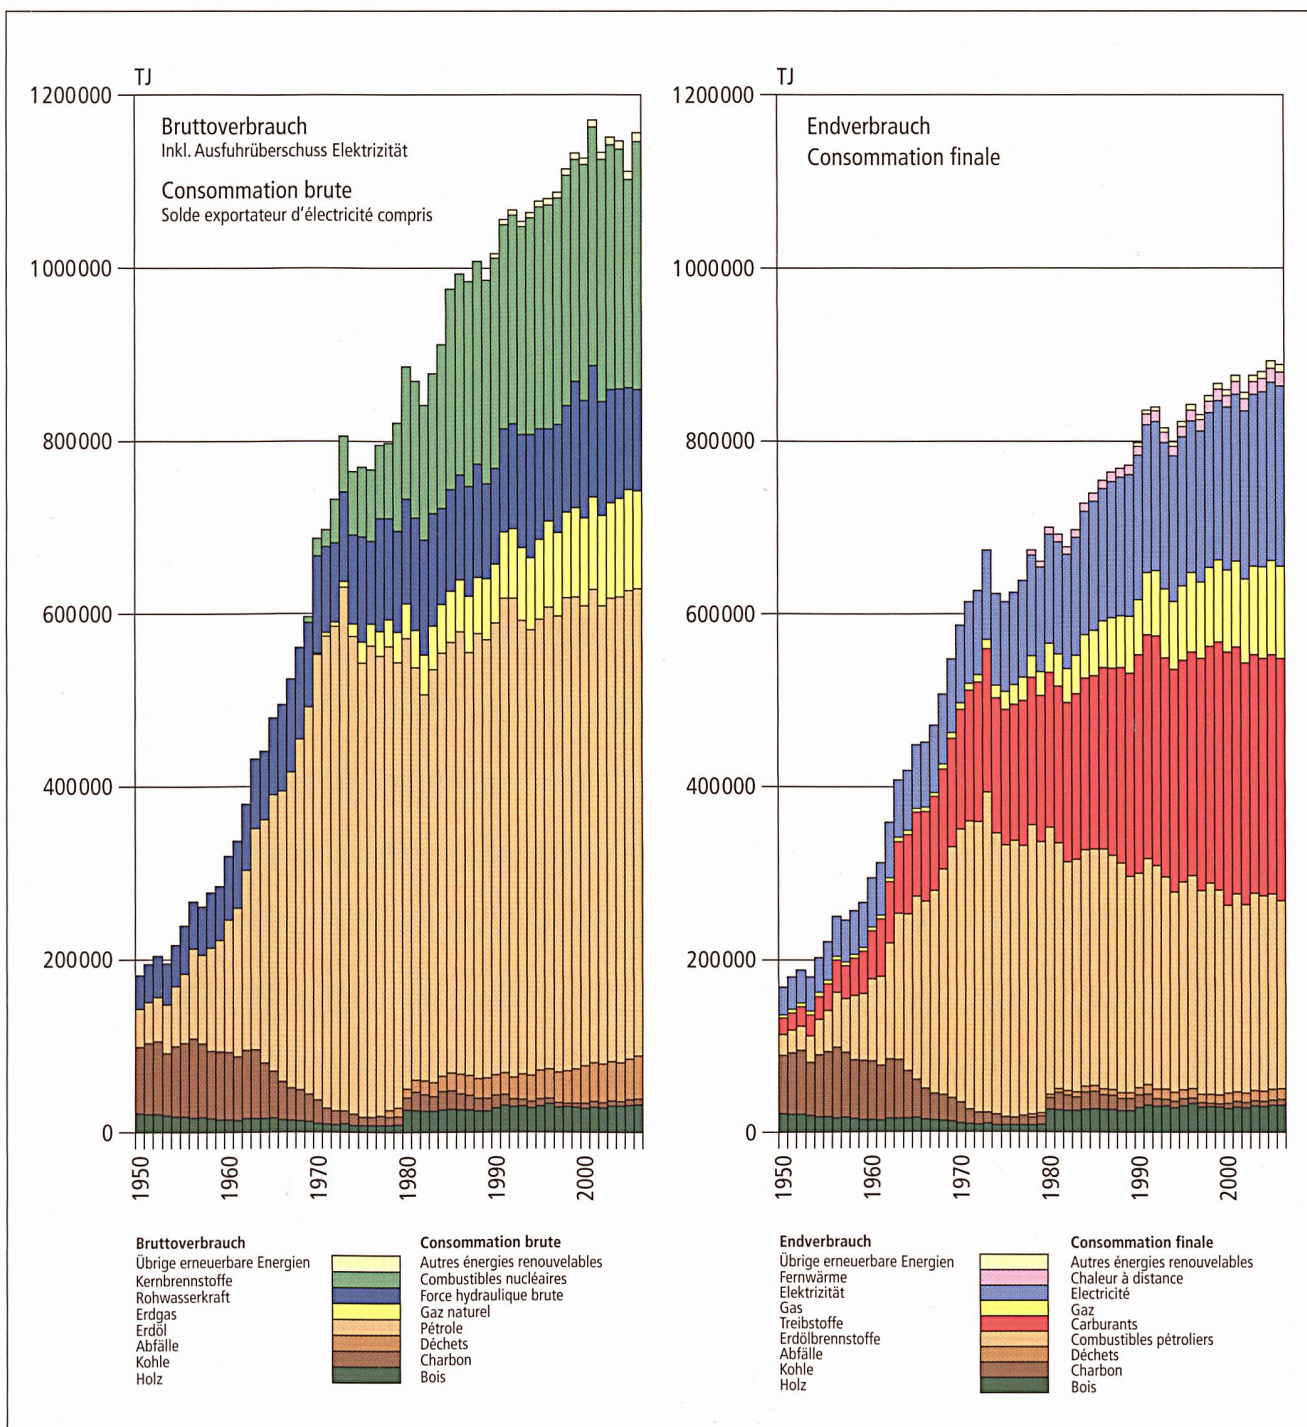 TJ
1200000
1000000
800000
600000
400000
200000
0
Bruttoverbrauch
Inkl. Ausfuhrüberschuss Elektrizität
Consommation brute
Solde exportateur d'électricité compris
1950
1960
1970
1980
1990
2000
Bruttoverbrauch
Consommation brute
Übrige erneuerbare Energien
Autres énergies renouvelables
Kernbrennstoffe
Combustibles nucléaires
Rohwasserkraft
Force hydraulique brute
Erdgas
Gaz naturel
Erdöl
Pétrole
Abfälle
Déchets
Kohle
Charbon
Holz
Bois
TJ
1200000
1000000
800000
600000
400000
200000
0
Endverbrauch
Consommation finale
1950
1960
1970
1980
1990
2000
Endverbrauch
Consommation finale
Übrige erneuerbare Energien
Autres énergies renouvelables
Fernwärme
Chaleur à distance
Elektrizität
Electricité
Gas
Gaz
Treibstoffe
Carburants
Erdölbrennstoffe
Combustibles pétroliers
Abfälle
Déchets
Kohle
Charbon
Holz
Bois